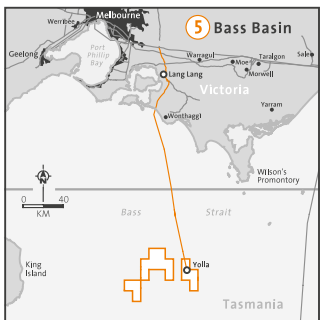 Melbourne
5 Bass Basin
Werribee
Geelong
Port
Phillip
Bay
Warragul
Moe
Taralgon
Sale
Morwell
Lang Lang
Victoria
Yarram
Wonthaggi
Wilson's
Promontory
N
0 40
KM
Bass Strait
King
Island
Yolla
Tasmania